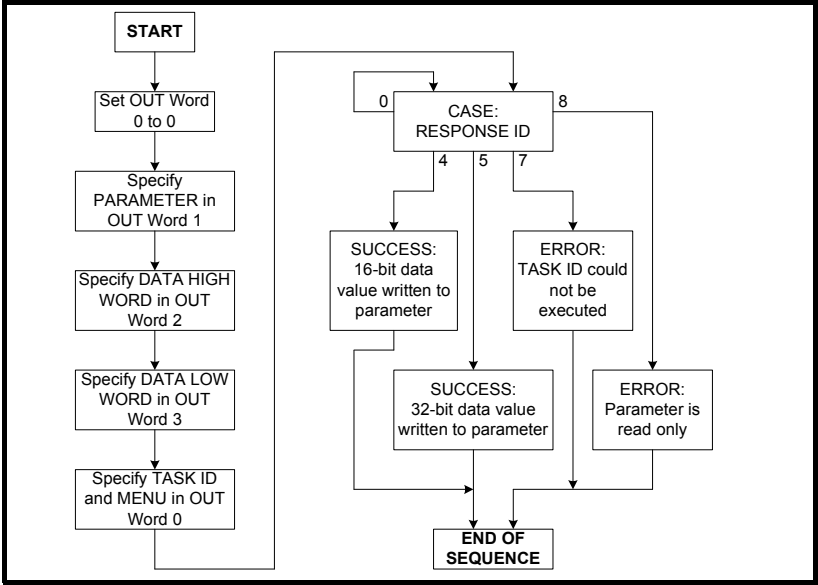 START
Set OUT Word
0 to 0
Specify
PARAMETER in
OUT Word 1
Specify DATA HIGH
WORD in OUT
Word 2
Specify DATA LOW
WORD in OUT
Word 3
Specify TASK ID
and MENU in OUT
Word 0
0
CASE:
RESPONSE ID
8
4
5
7
SUCCESS:
16-bit data
value written to
parameter
ERROR:
TASK ID could
not be
executed
SUCCESS:
32-bit data value
written to parameter
ERROR:
Parameter is
read only
END OF
SEQUENCE